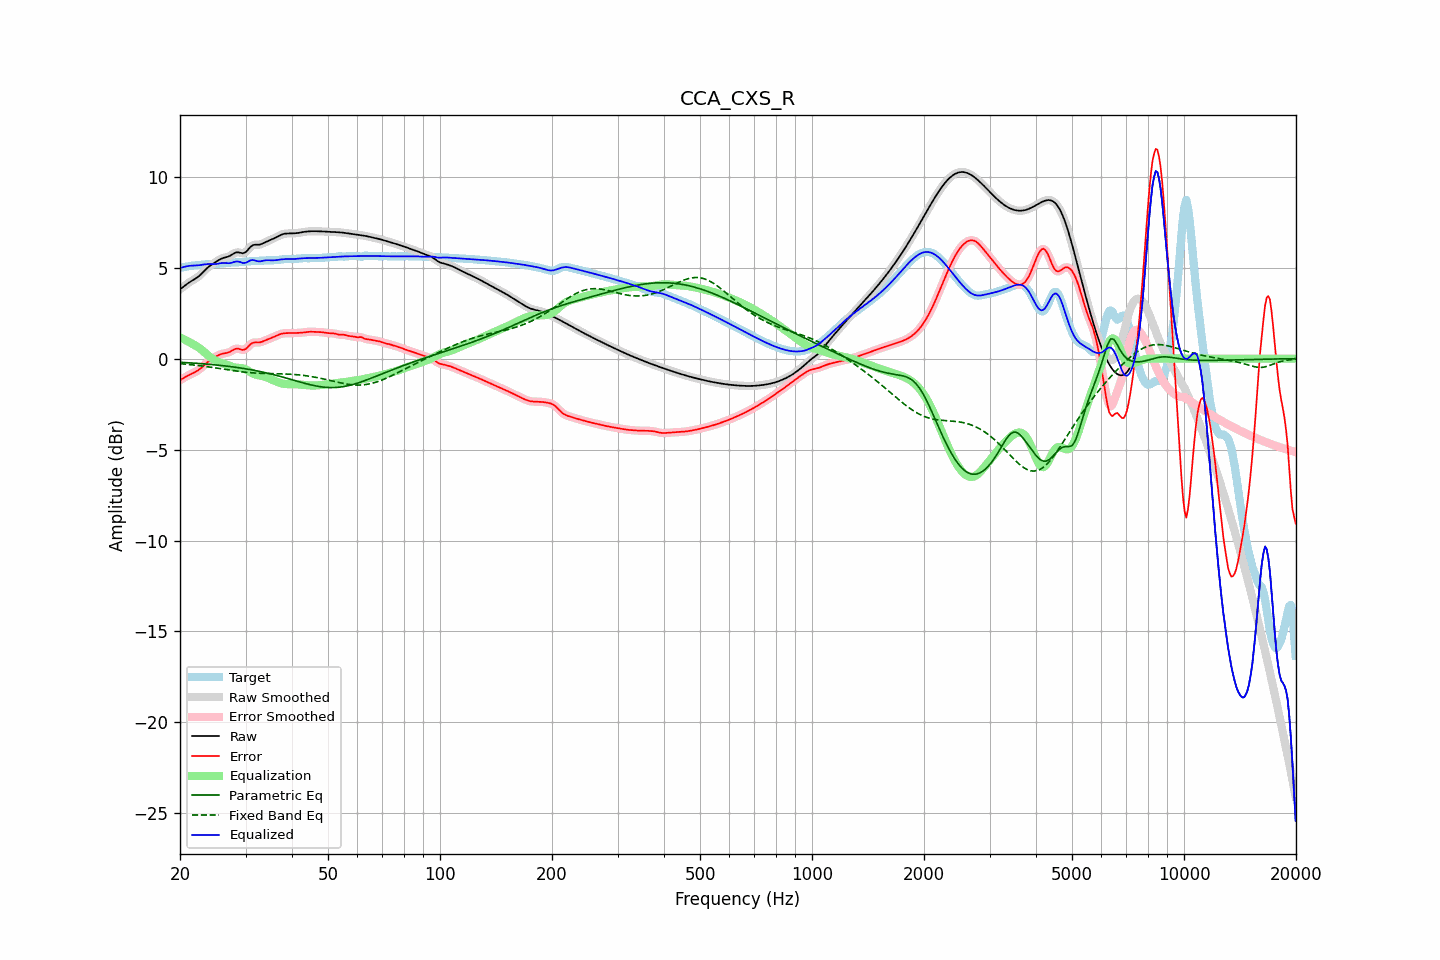 CCA_CXS_R
Amplitude (dBr)
10
5
0
−5
−10
−15
−20
−25
Target
Raw Smoothed
Error Smoothed
Raw
Error
Equalization
Parametric Eq
Fixed Band Eq
Equalized
20 50 100 200 500 1000 2000 5000 10000 20000
Frequency (Hz)